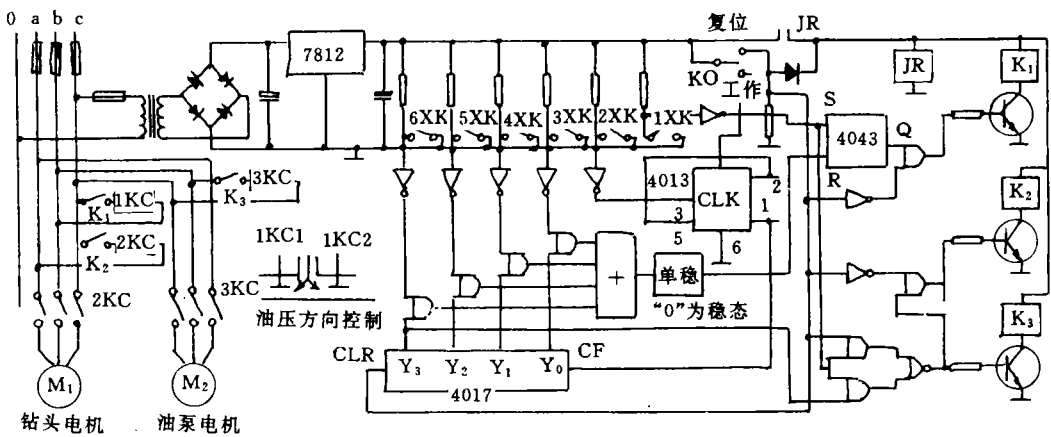 0 a b c
7812
复位 JR
KO 工作
JR
K1
6XK 5XK 4XK 3XK 2XK 1XK
S
4043 Q
R
4013 2
CLK
3 1
5 6
3KC
K3
1KC
K1
2KC
K2
K2
1KC1 1KC2
2KC 3KC
油压方向控制
+
单稳
“0”为稳态
K3
CLR Y3 Y2 Y1 Y0 CF
4017
M1 M2
钻头电机 油泵电机